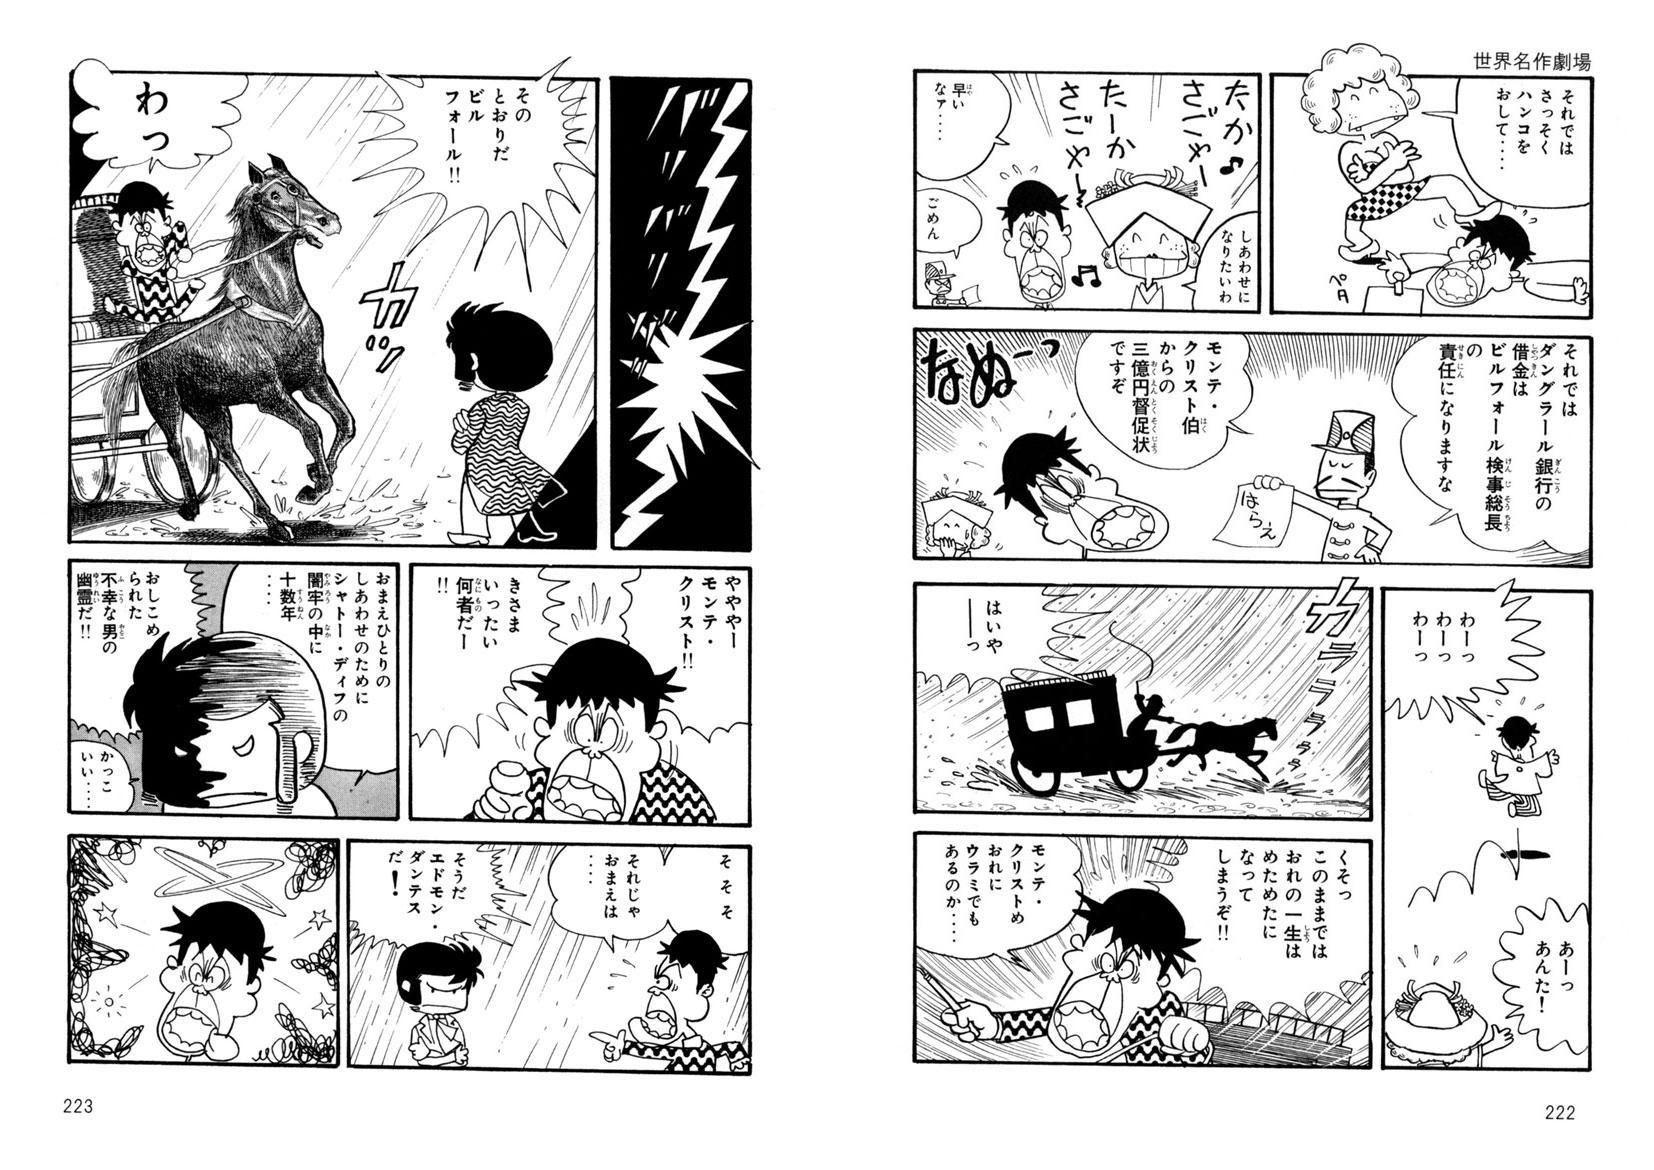 世界名作劇場
それでは
さっそく
ハンコを
おして‥‥
ペタ
たかさごやー♪
たーかさごやー
しあわせに
なりたいわ
早い
なァ‥‥
ごめん
それでは
ダングラール銀行の
借金は
ビルフォール検事総長
の
責任になりますな
はらえ
モンテ・
クリスト伯
からの
三億円督促状
ですぞ
なぬーっ
わーっ
わーっ
わーっ
あーっ
あんた!
カラララララ
はいや
――っ
くそっ
このままでは
おれの一生は
めためたに
なって
しまうぞ!!
モンテ・
クリストめ
おれに
ウラミでも
あるのか‥‥
222
その
とおりだ
ビル
フォール!!
カッ
わっ
やややー
モンテ・
クリスト!!
きさま
いったい
何者だー
!!
おまえひとりの
しあわせのために
シャトー・ディフの
闇牢の中に
十数年
‥‥
おしこめ
られた
不幸な男の
幽霊だ!!
かっこ
いい‥‥
そそそ
それじゃ
おまえは
‥‥
そうだ
エドモン・
ダンテス
だ!
223